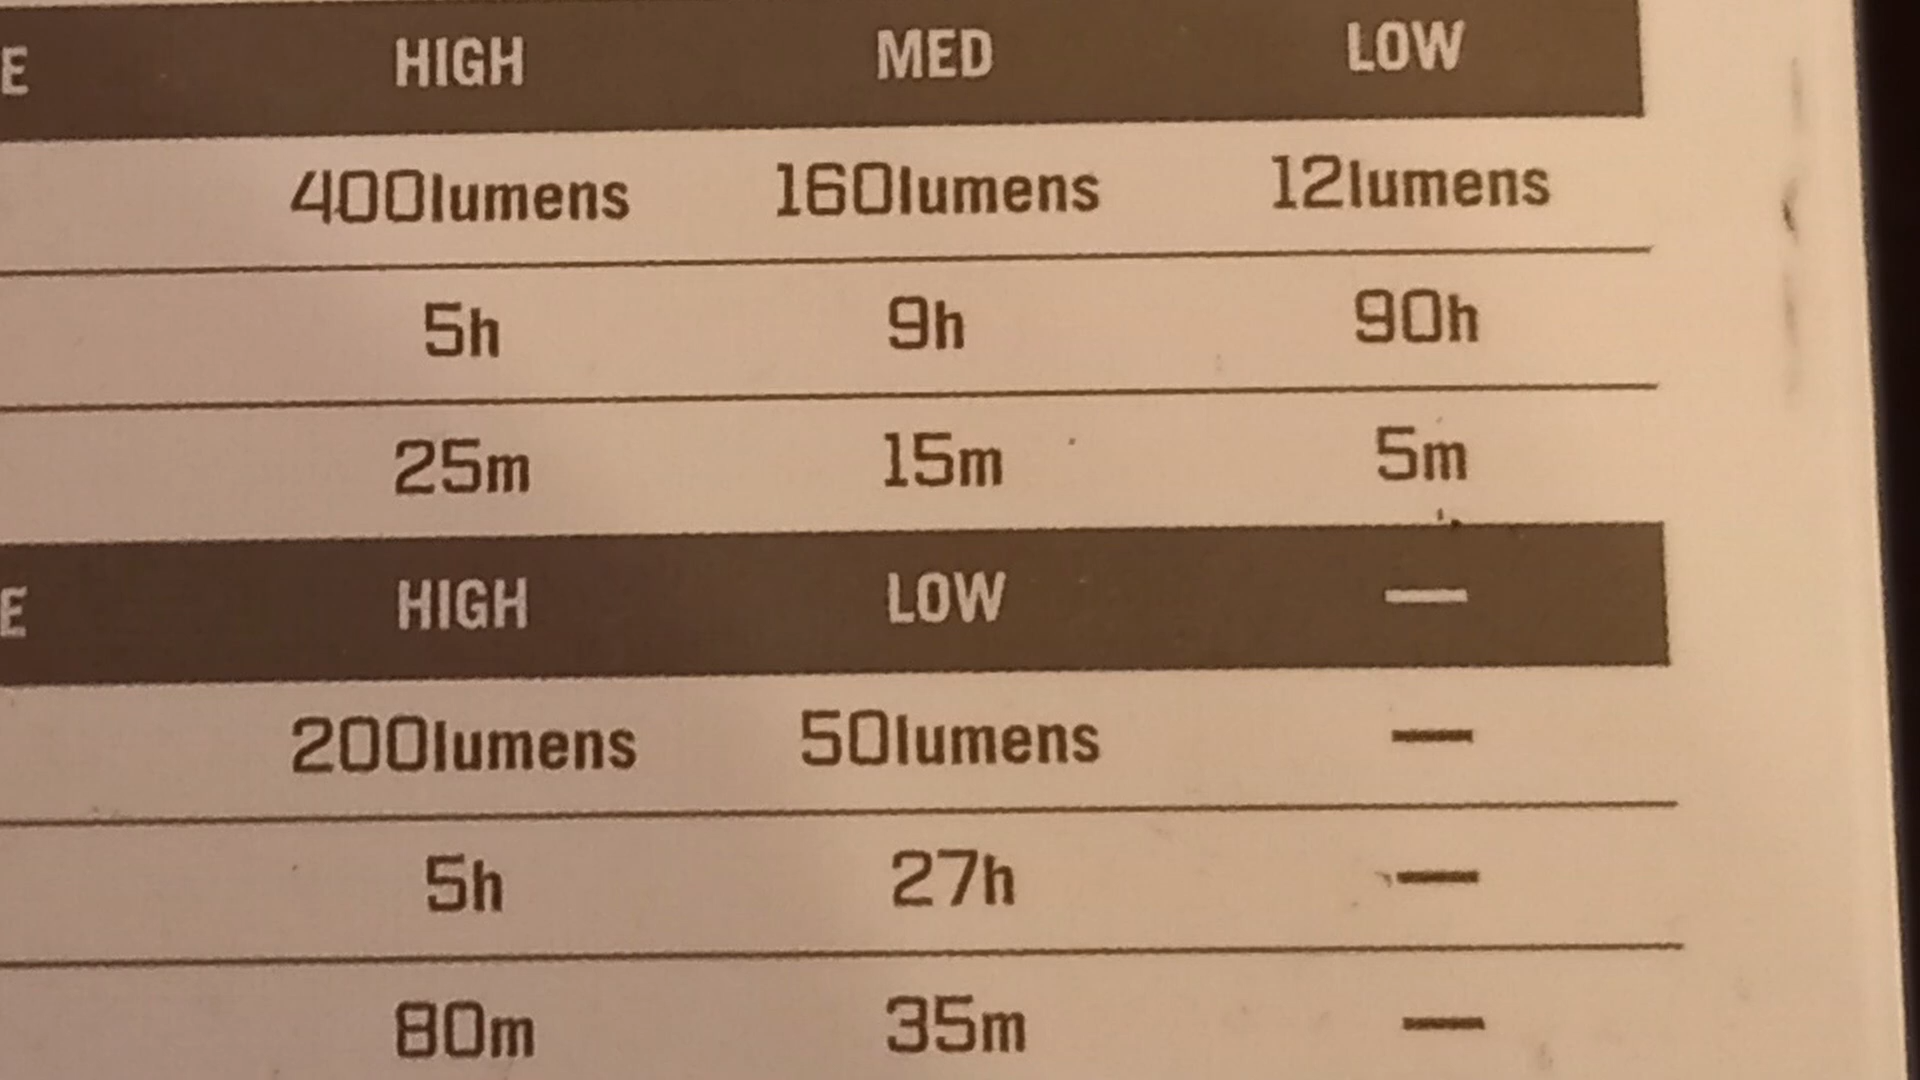 E HIGH MED LOW
400lumens 160lumens 12lumens
5h 9h 90h
25m 15m 5m
E HIGH LOW —
200lumens 50lumens —
5h 27h —
80m 35m —